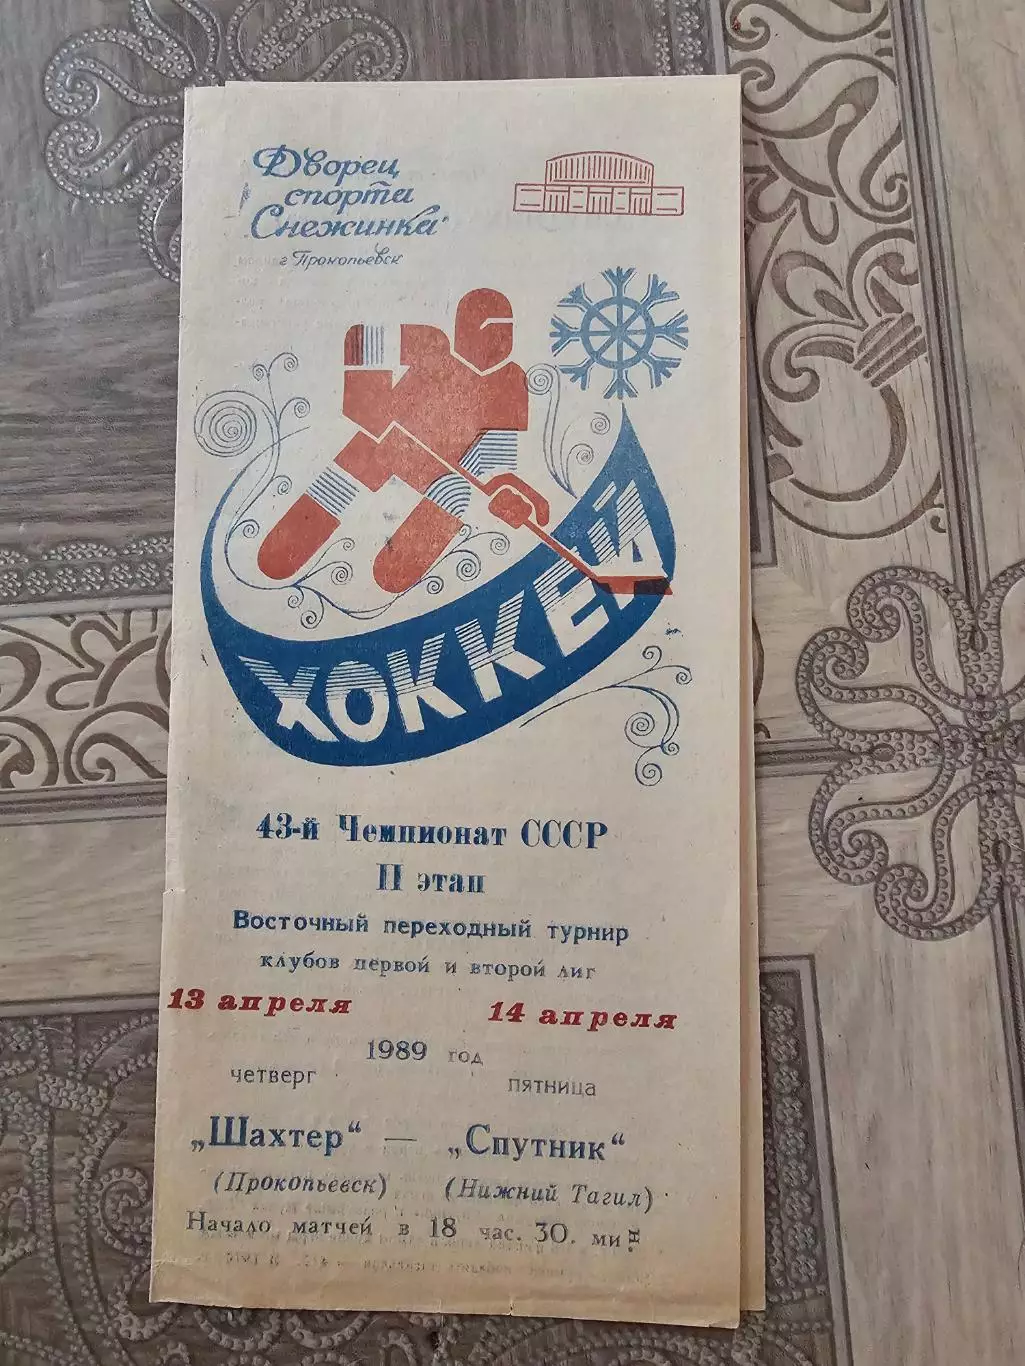 Дворец
спорта
"Снежинка"
г Прокопьевск
ХОККЕЙ
43-й Чемпионат СССР
II этап
Восточный переходный турнир
клубов первой и второй лиг
13 апреля 14 апреля
1989 год
четверг пятница
„Шахтер“ — „Спутник“
(Прокопьевск) (Нижний Тагил)
Начало матчей в 18 час. 30. мин